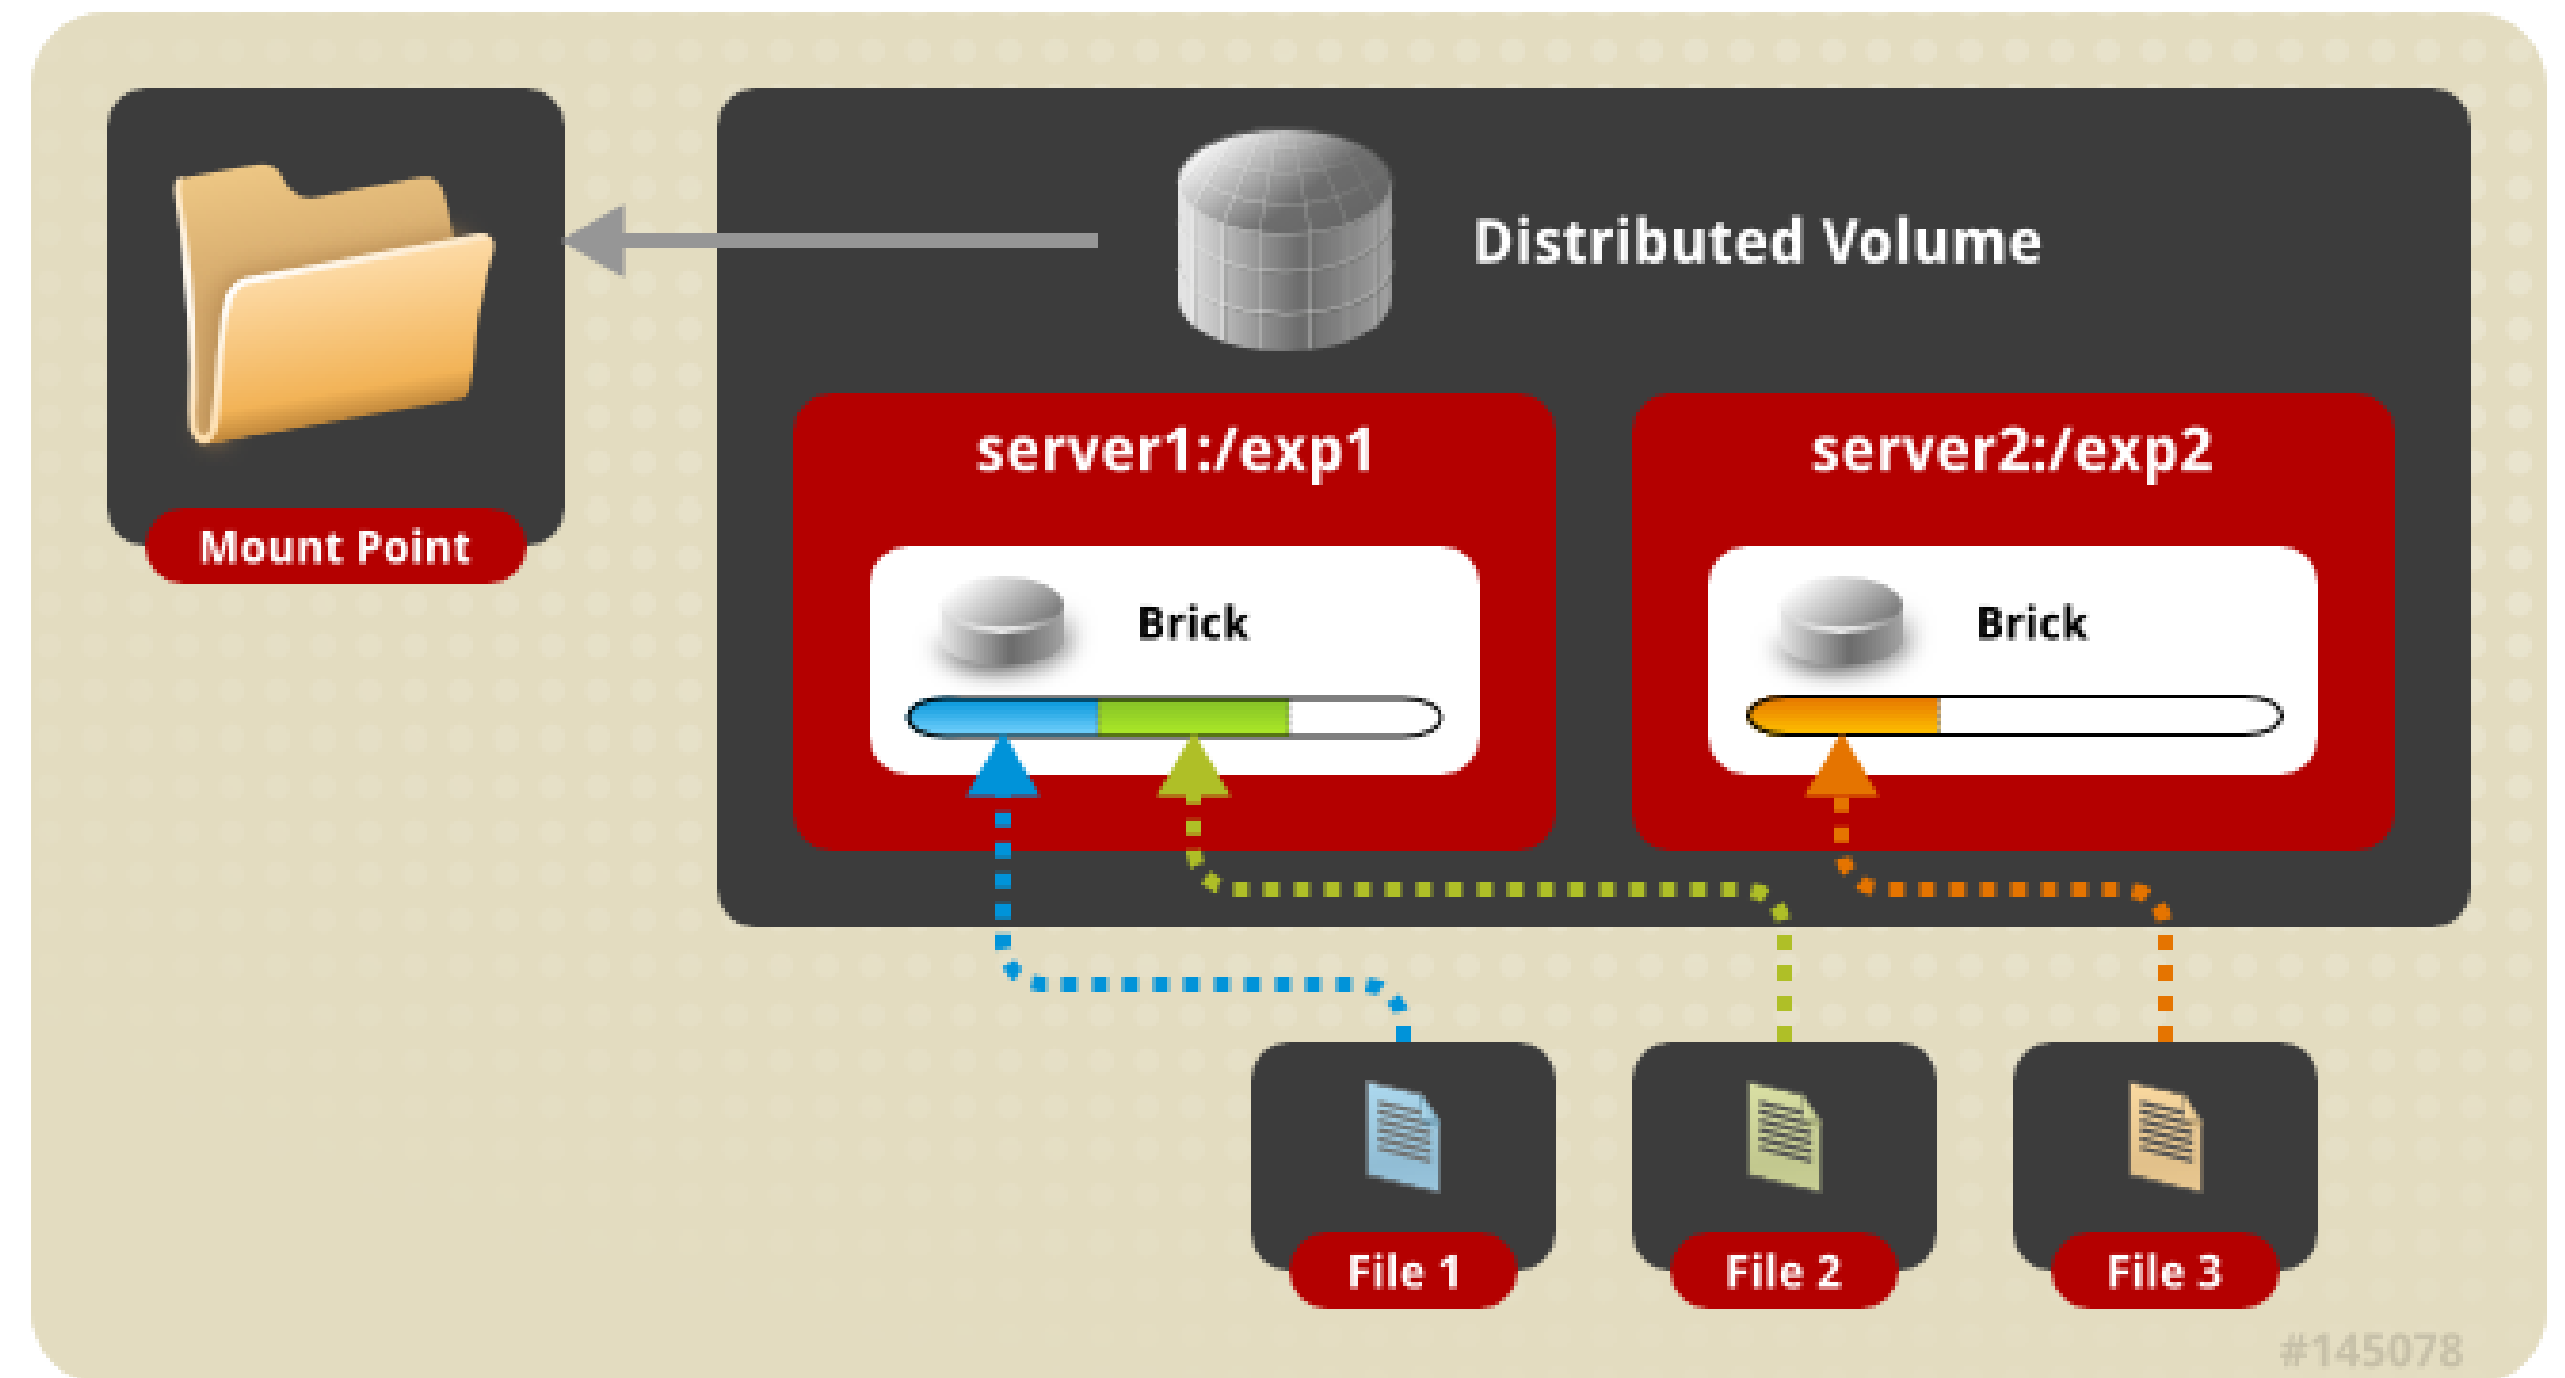 Distributed Volume
Mount Point
server1:/exp1
server2:/exp2
Brick
Brick
File 1
File 2
File 3
#145078